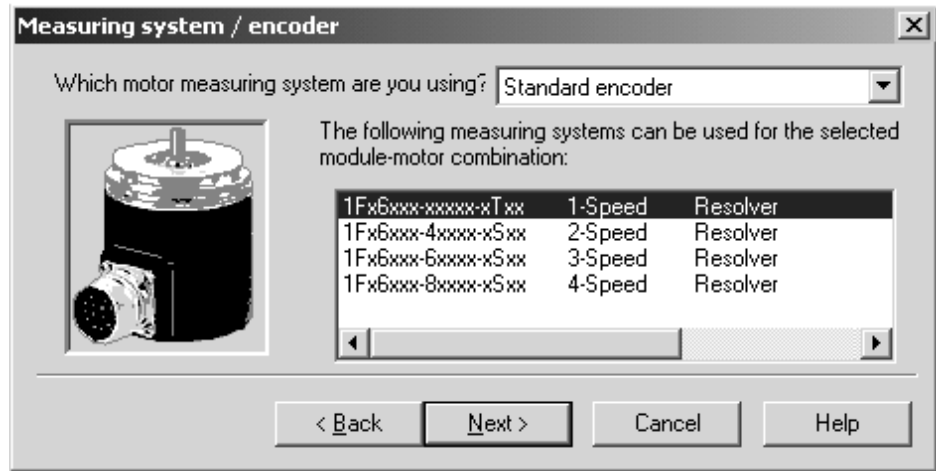 Measuring system / encoder
Which motor measuring system are you using? Standard encoder
The following measuring systems can be used for the selected
module-motor combination:
1Fx6xxx-xxxxx-xTxx 1-Speed Resolver
1Fx6xxx-4xxxx-xSxx 2-Speed Resolver
1Fx6xxx-6xxxx-xSxx 3-Speed Resolver
1Fx6xxx-8xxxx-xSxx 4-Speed Resolver
< Back Next > Cancel Help